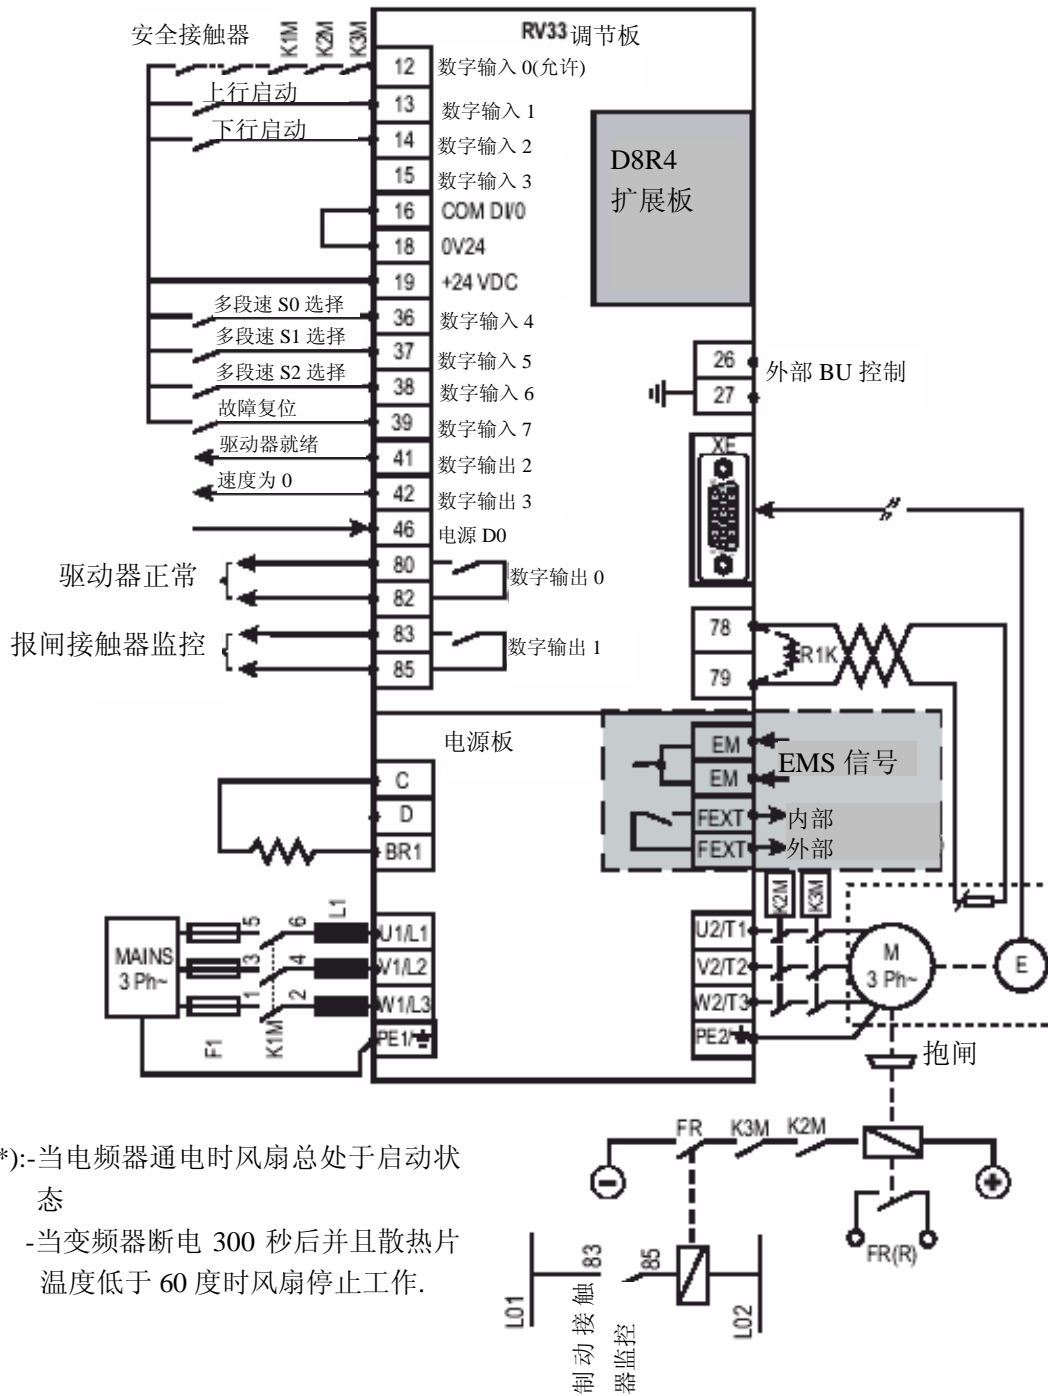 安全接触器
K1M
K2M
K3M
RV33 调节板
12 数字输入 0(允许)
上行启动
13 数字输入 1
下行启动
14 数字输入 2
15 数字输入 3
16 COM DI/0
18 0V24
19 +24 VDC
多段速 S0 选择
36 数字输入 4
多段速 S1 选择
37 数字输入 5
多段速 S2 选择
38 数字输入 6
故障复位
39 数字输入 7
驱动器就绪
41 数字输出 2
速度为 0
42 数字输出 3
46 电源 D0
驱动器正常
80
82
数字输出 0
报闸接触器监控
83
85
数字输出 1
D8R4
扩展板
26
27
外部 BU 控制
XE
78
79
R1K
电源板
C
D
BR1
EM
EM
EMS 信号
FEXT 内部
FEXT 外部
K2M
K3M
MAINS
3 Ph~
5
3
1
6
4
2
L1
F1
K1M
U1/L1
V1/L2
W1/L3
PE1/
U2/T1
V2/T2
W2/T3
PE2/
M
3 Ph~
E
抱闸
FR
K3M
K2M
FR(R)
83
85
L01
L02
制动接触
器监控
*):-当电频器通电时风扇总处于启动状
态
-当变频器断电 300 秒后并且散热片
温度低于 60 度时风扇停止工作.